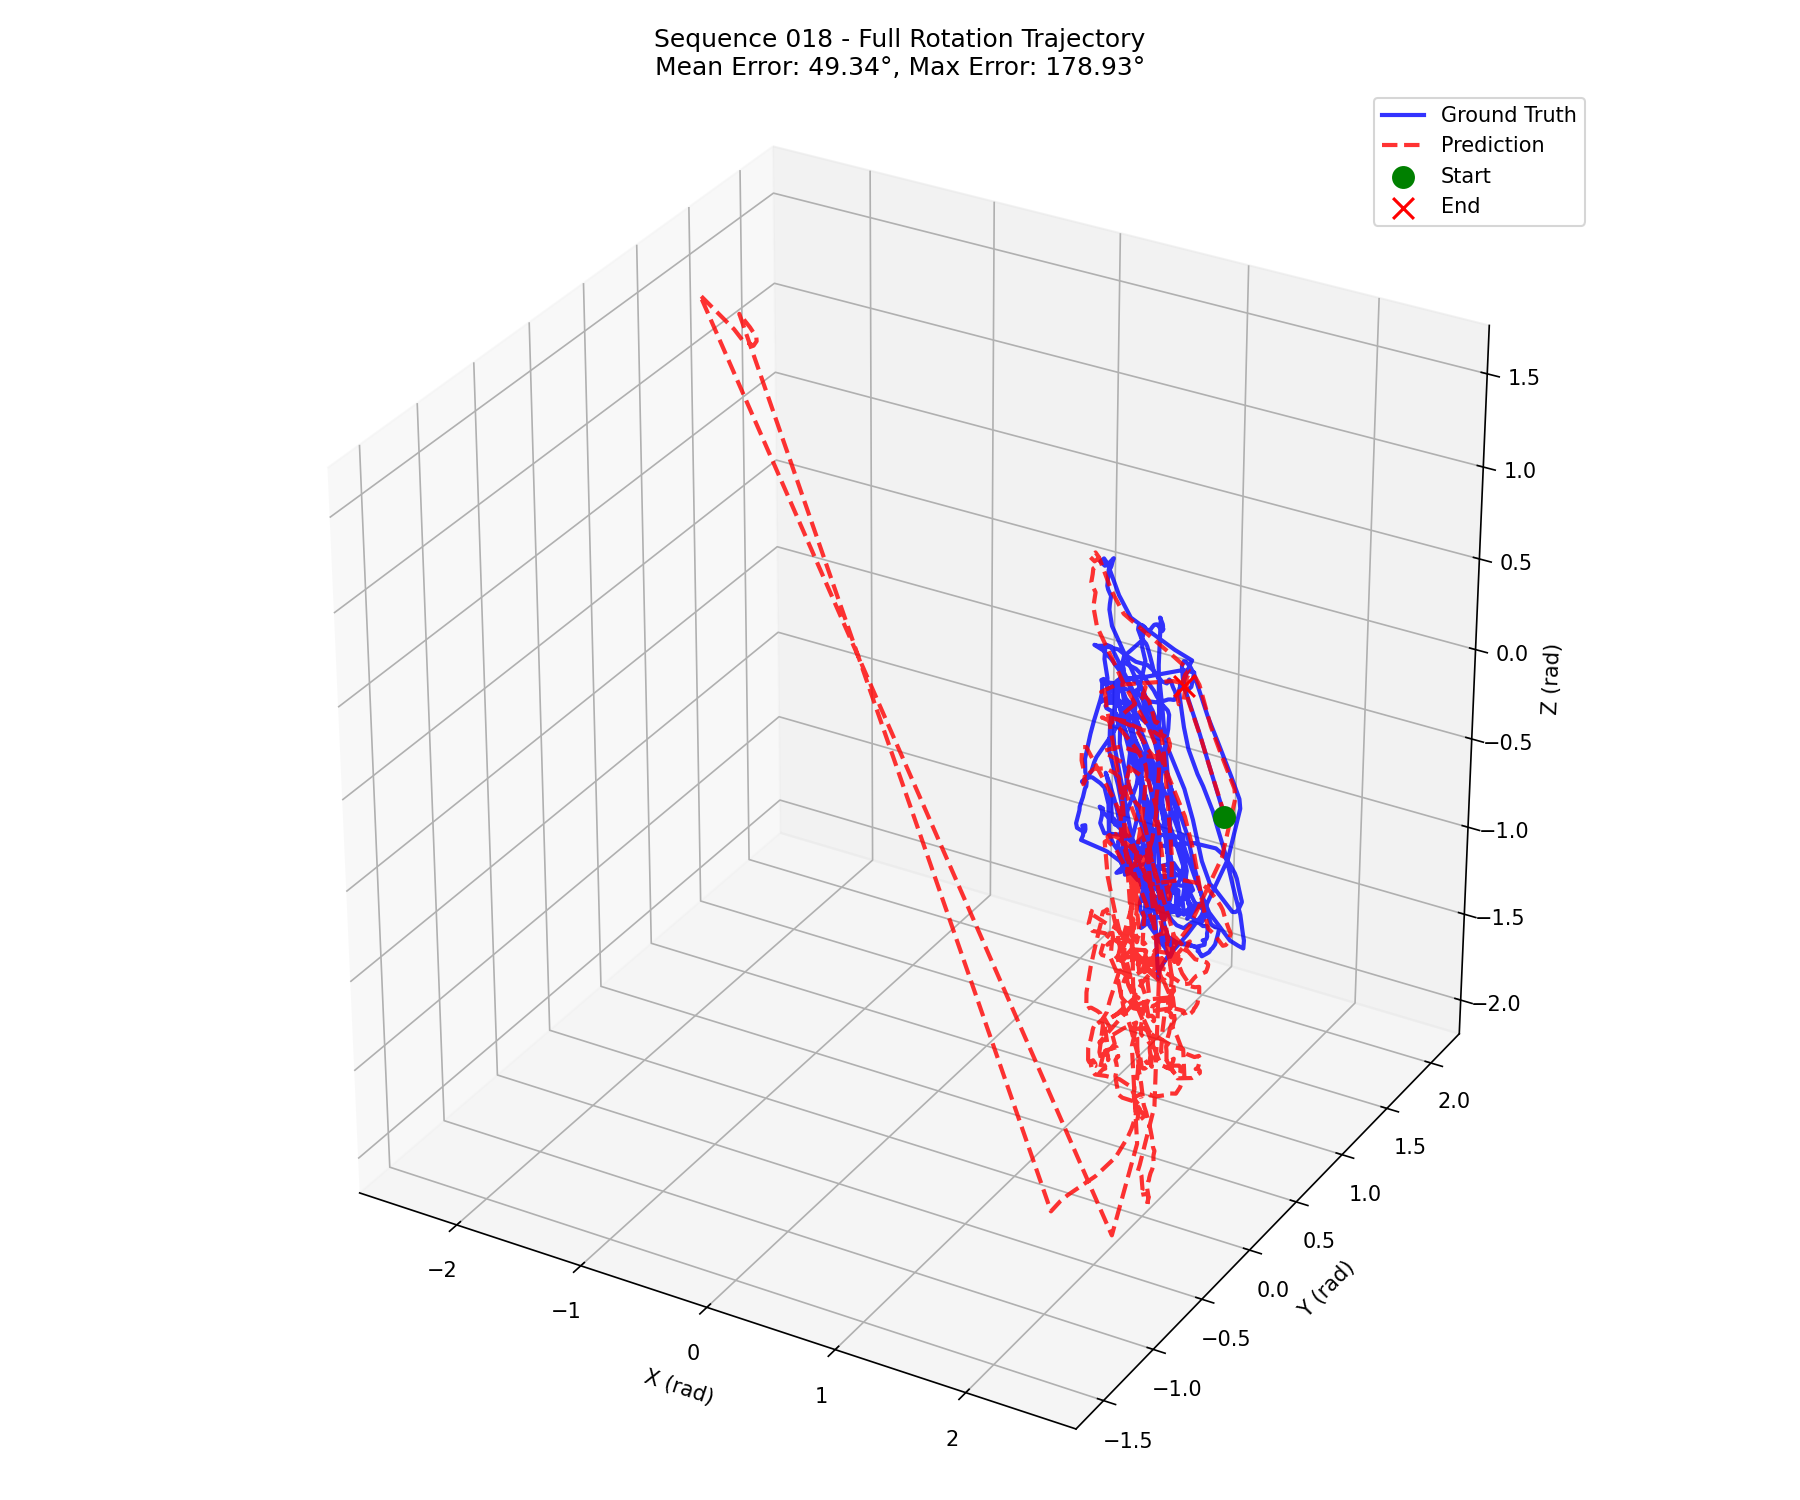 Sequence 018 - Full Rotation Trajectory
Mean Error: 49.34°, Max Error: 178.93°
Ground Truth
Prediction
Start
End
1.5
1.0
0.5
0.0
−0.5
−1.0
−1.5
−2.0
Z (rad)
2.0
1.5
1.0
0.5
0.0
−0.5
−1.0
−1.5
Y (rad)
−2
−1
0
1
2
X (rad)